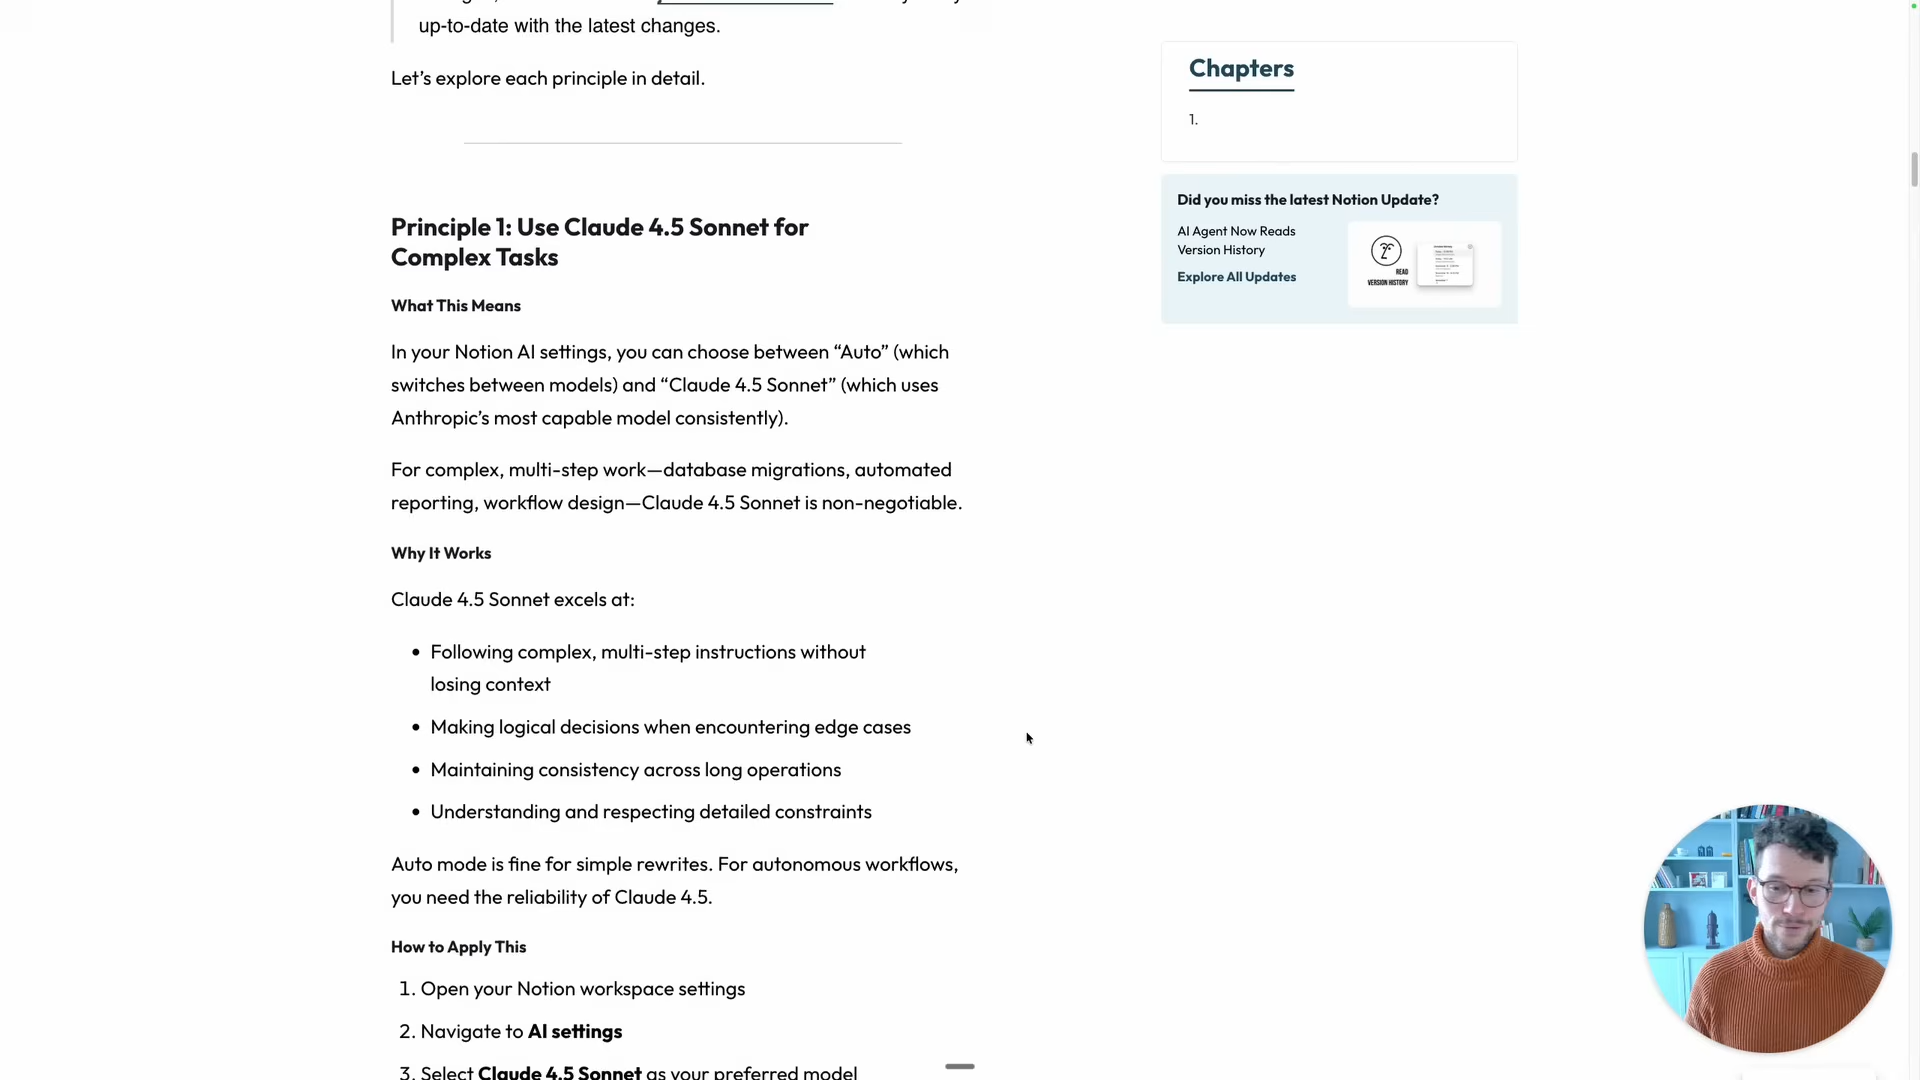 up-to-date with the latest changes.
Let’s explore each principle in detail.
Principle 1: Use Claude 4.5 Sonnet for
Complex Tasks
What This Means
In your Notion AI settings, you can choose between “Auto” (which
switches between models) and “Claude 4.5 Sonnet” (which uses
Anthropic’s most capable model consistently).
For complex, multi-step work—database migrations, automated
reporting, workflow design—Claude 4.5 Sonnet is non-negotiable.
Why It Works
Claude 4.5 Sonnet excels at:
• Following complex, multi-step instructions without
losing context
• Making logical decisions when encountering edge cases
• Maintaining consistency across long operations
• Understanding and respecting detailed constraints
Auto mode is fine for simple rewrites. For autonomous workflows,
you need the reliability of Claude 4.5.
How to Apply This
1. Open your Notion workspace settings
2. Navigate to AI settings
3. Select Claude 4.5 Sonnet as your preferred model
Chapters
1.
Did you miss the latest Notion Update?
AI Agent Now Reads
Version History
Explore All Updates
READ
VERSION HISTORY